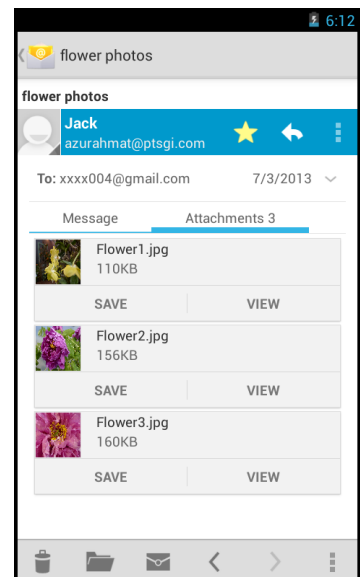 6:12
flower photos
flower photos
Jack
azurahmat@ptsgi.com
To: xxxx004@gmail.com 7/3/2013
Message Attachments 3
Flower1.jpg
110KB
SAVE VIEW
Flower2.jpg
156KB
SAVE VIEW
Flower3.jpg
160KB
SAVE VIEW